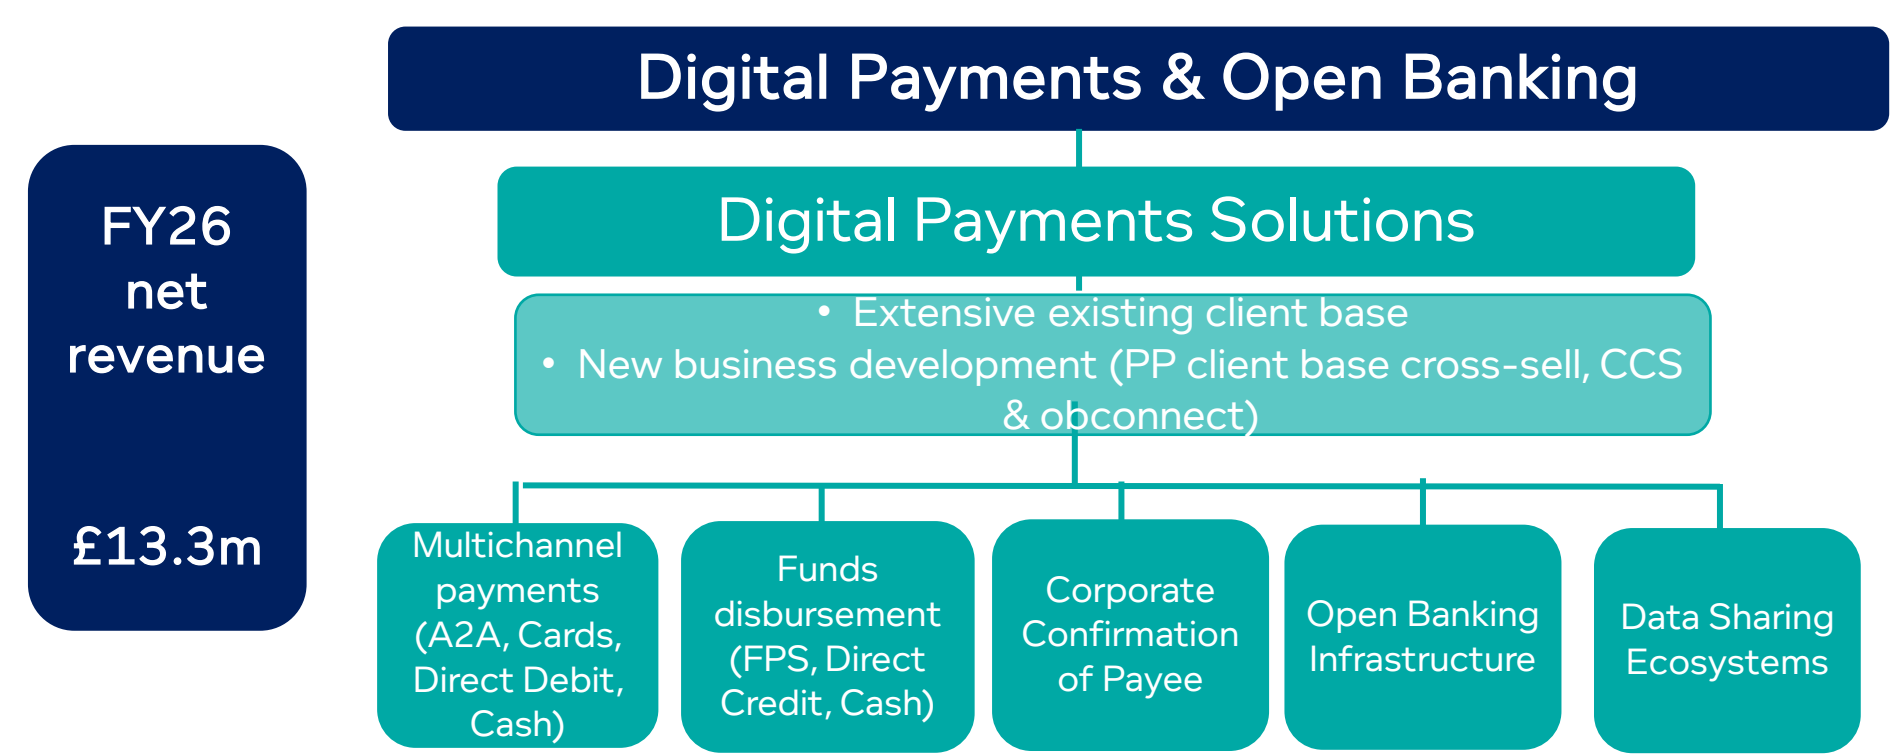 Digital Payments & Open Banking
FY26
net
revenue
£13.3m
Digital Payments Solutions
• Extensive existing client base
• New business development (PP client base cross-sell, CCS
& obconnect)
Multichannel
payments
(A2A, Cards,
Direct Debit,
Cash)
Funds
disbursement
(FPS, Direct
Credit, Cash)
Corporate
Confirmation
of Payee
Open Banking
Infrastructure
Data Sharing
Ecosystems